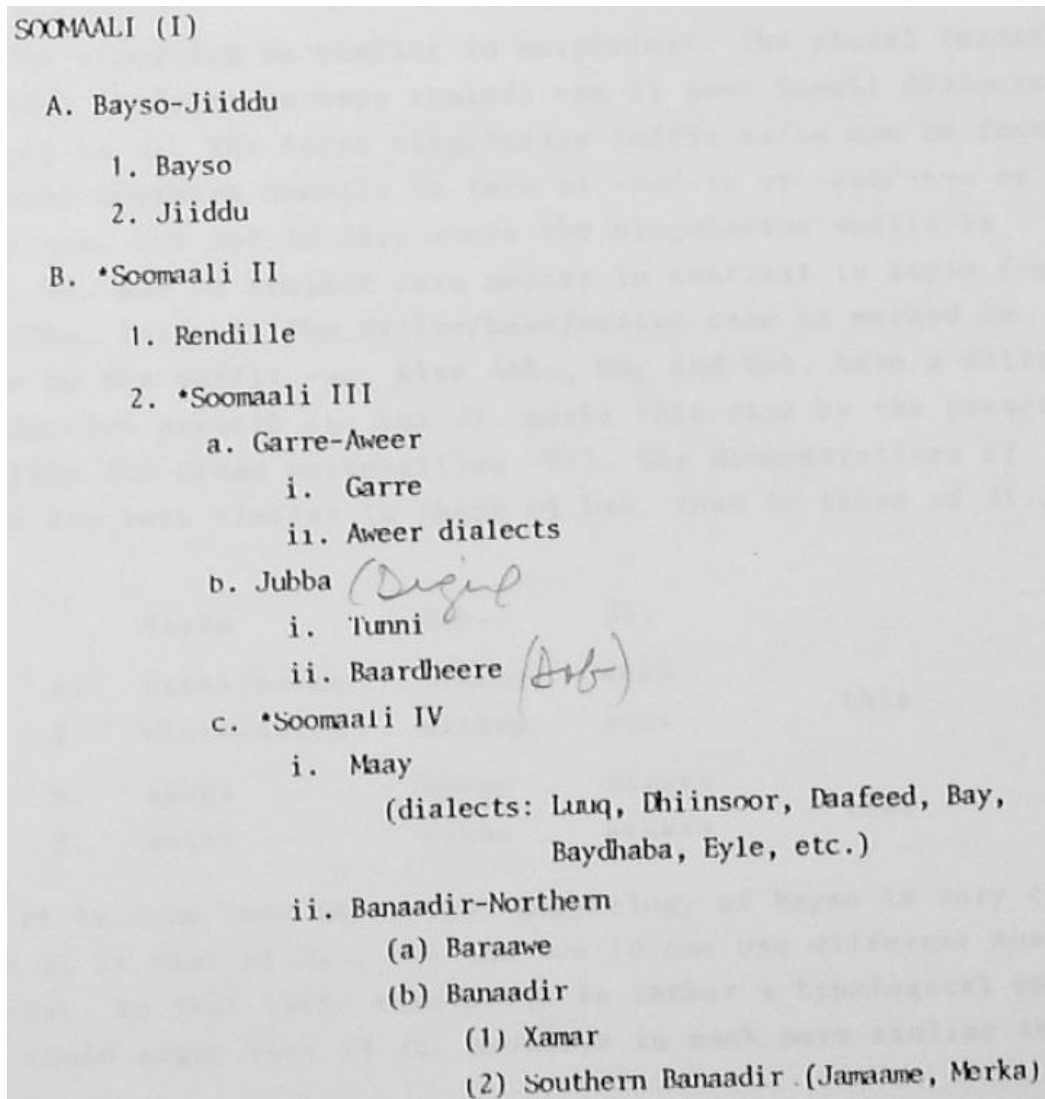 SOOMAALI (I)
A. Bayso-Jiiddu
1. Bayso
2. Jiiddu
B. *Soomaali II
1. Rendille
2. *Soomaali III
a. Garre-Aweer
i. Garre
ii. Aweer dialects
b. Jubba
i. Tunni
ii. Baardheere
c. *Soomaali IV
i. Maay
(dialects: Luuq, Dhiinsoor, Daafeed, Bay,
Baydhaba, Eyle, etc.)
ii. Banaadir-Northern
(a) Baraawe
(b) Banaadir
(1) Xamar
(2) Southern Banaadir (Jamaame, Merka)